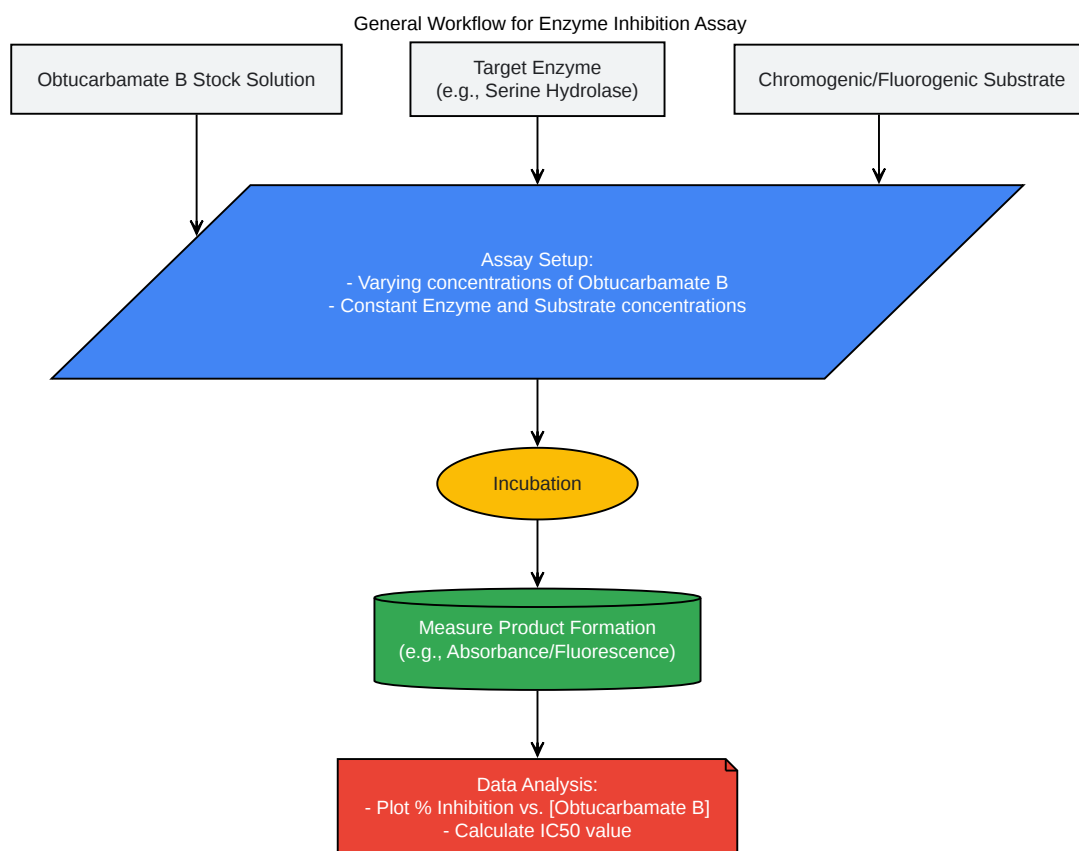 General Workflow for Enzyme Inhibition Assay
Obtucarbamate B Stock Solution
Target Enzyme
(e.g., Serine Hydrolase)
Chromogenic/Fluorogenic Substrate
Assay Setup:
- Varying concentrations of Obtucarbamate B
- Constant Enzyme and Substrate concentrations
Incubation
Measure Product Formation
(e.g., Absorbance/Fluorescence)
Data Analysis:
- Plot % Inhibition vs. [Obtucarbamate B]
- Calculate IC50 value